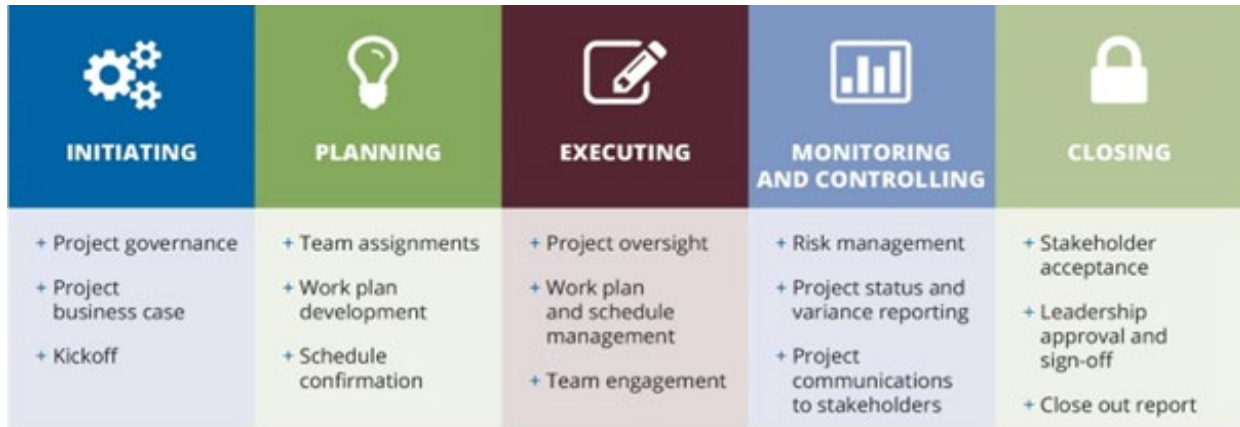 INITIATING
+ Project governance
+ Project
business case
+ Kickoff
PLANNING
+ Team assignments
+ Work plan
development
+ Schedule
confirmation
EXECUTING
+ Project oversight
+ Work plan
and schedule
management
+ Team engagement
MONITORING
AND CONTROLLING
+ Risk management
+ Project status and
variance reporting
+ Project
communications
to stakeholders
CLOSING
+ Stakeholder
acceptance
+ Leadership
approval and
sign-off
+ Close out report